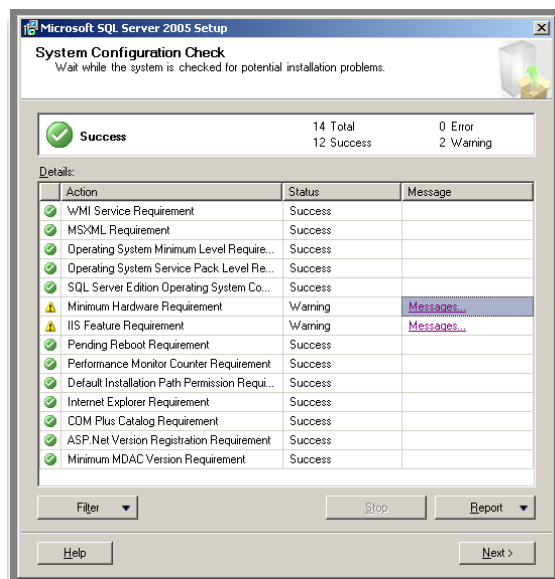 Microsoft SQL Server 2005 Setup
System Configuration Check
Wait while the system is checked for potential installation problems.
Success
14 Total
0 Error
12 Success
2 Warning
Details:
Action Status Message
WMI Service Requirement Success
MSXML Requirement Success
Operating System Minimum Level Require... Success
Operating System Service Pack Level Re... Success
SQL Server Edition Operating System Co... Success
Minimum Hardware Requirement Warning Messages...
IIS Feature Requirement Warning Messages...
Pending Reboot Requirement Success
Performance Monitor Counter Requirement Success
Default Installation Path Permission Requi... Success
Internet Explorer Requirement Success
COM Plus Catalog Requirement Success
ASP.Net Version Registration Requirement Success
Minimum MDAC Version Requirement Success
Filter Stop Report
Help Next >